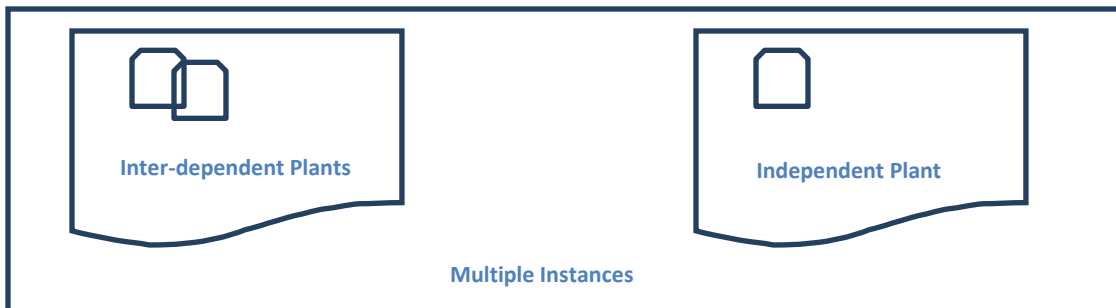 Inter-dependent Plants
Independent Plant
Multiple Instances